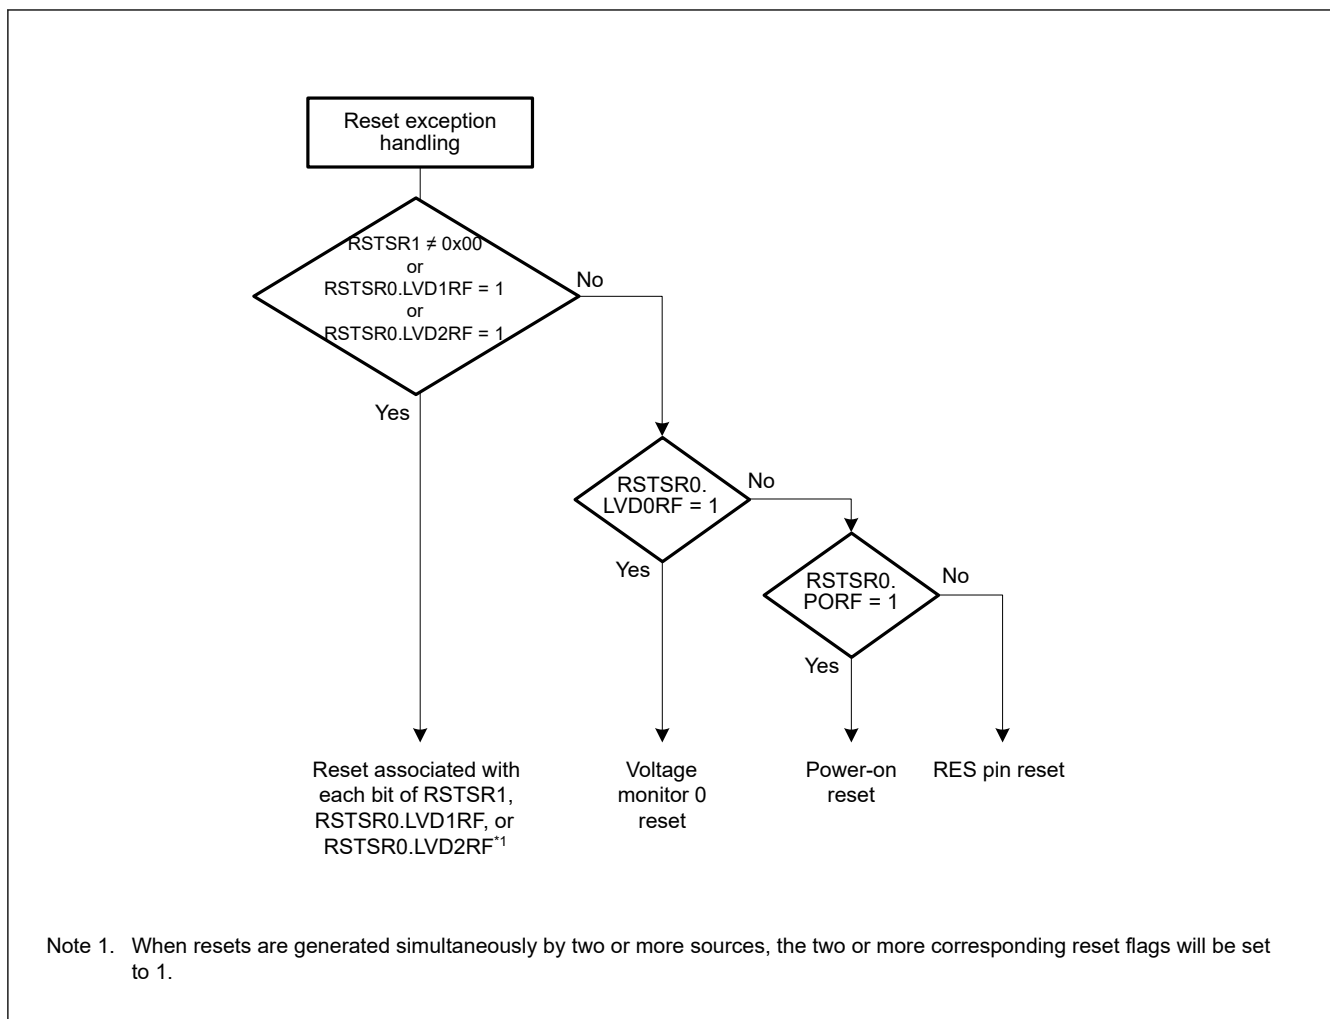 Reset exception
handling
RSTSR1 ≠ 0x00
or
RSTSR0.LVD1RF = 1
or
RSTSR0.LVD2RF = 1
No
Yes
RSTSR0.
LVD0RF = 1
No
Yes
RSTSR0.
PORF = 1
No
Yes
Reset associated with
each bit of RSTSR1,
RSTSR0.LVD1RF, or
RSTSR0.LVD2RF*1
Voltage
monitor 0
reset
Power-on
reset
RES pin reset
Note 1. When resets are generated simultaneously by two or more sources, the two or more corresponding reset flags will be set
to 1.